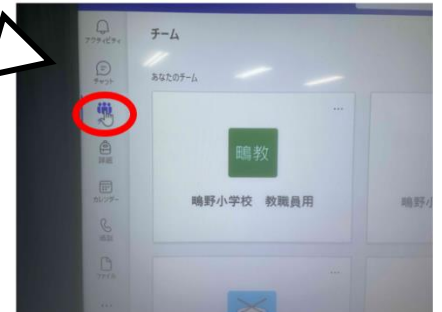 アクティビティ
チーム
チャット
あなたのチーム
課題
鴫教
カレンダー
鴫野小学校 教職員用
鴫野
通話
ファイル